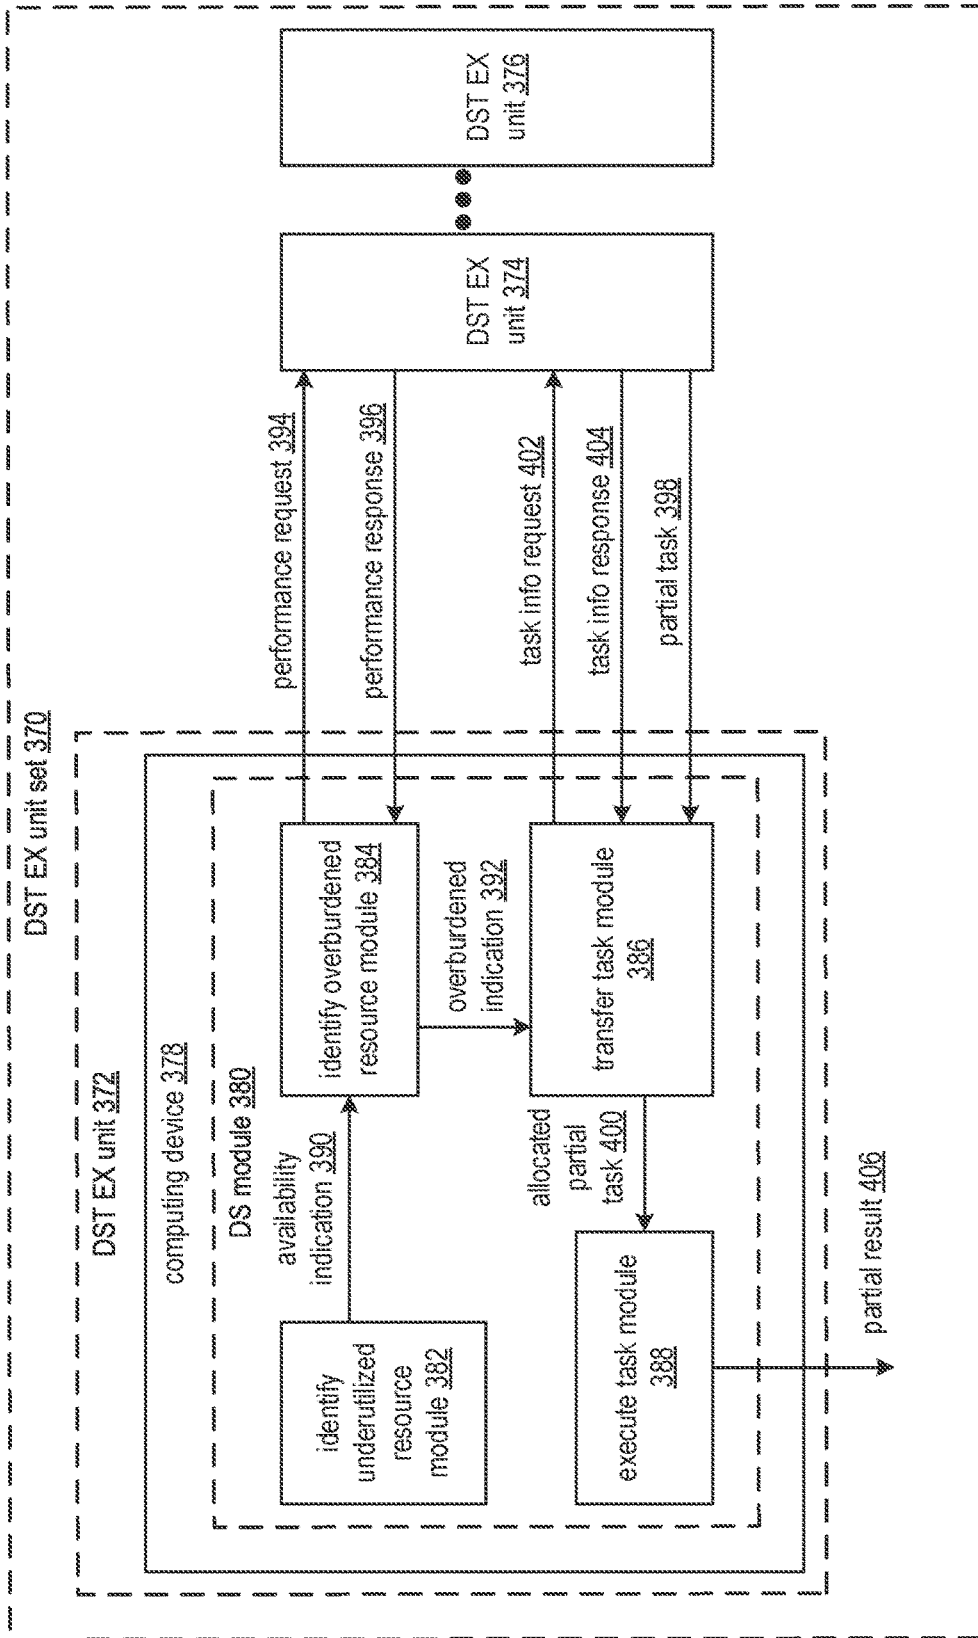 DST EX unit set 370
DST EX unit 372
computing device 378
DS module 380
identify
underutilized
resource
module 382
availability
indication 390
identify overburdened
resource module 384
performance request 394
performance response 396
DST EX
unit 374
DST EX
unit 376
overburdened
indication 392
execute task module
388
allocated
partial
task 400
transfer task module
386
task info request 402
task info response 404
partial task 398
partial result 406